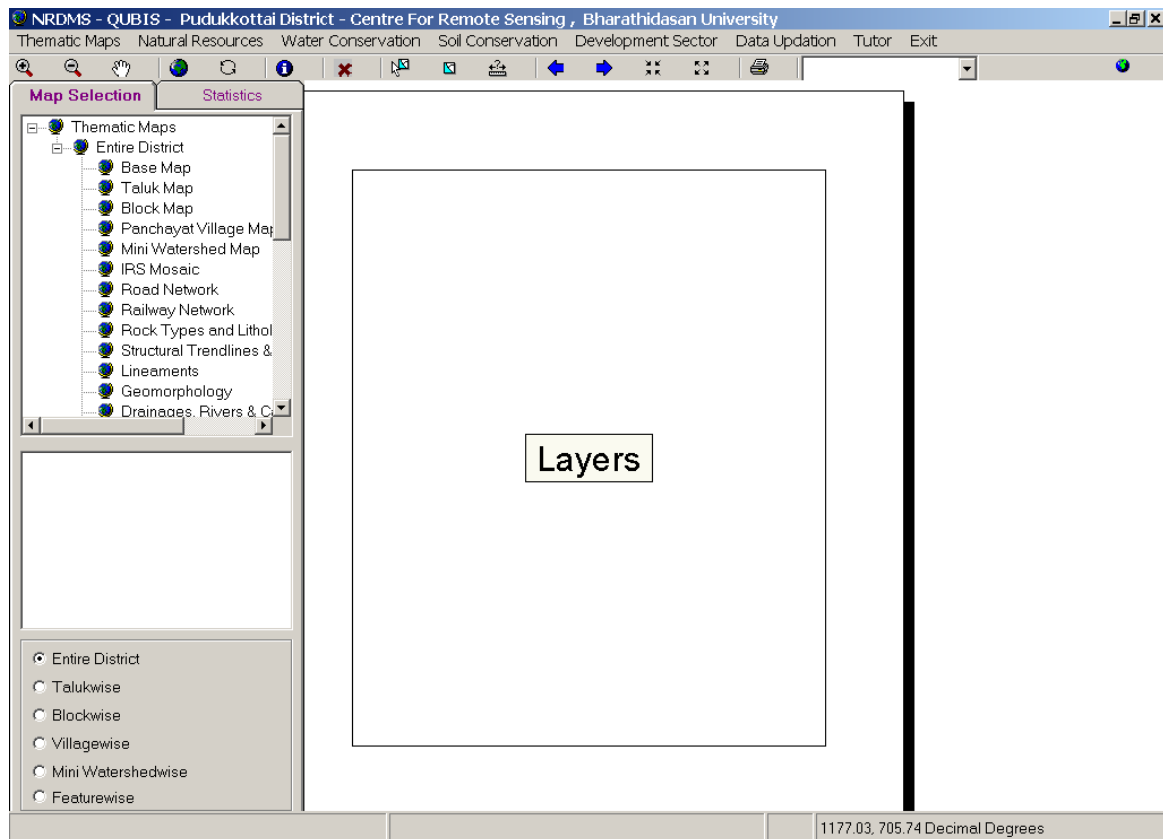 NRDMS - QUBIS - Pudukkottai District - Centre For Remote Sensing , Bharathidasan University
Thematic Maps Natural Resources Water Conservation Soil Conservation Development Sector Data Updation Tutor Exit
Map Selection Statistics
Thematic Maps
Entire District
Base Map
Taluk Map
Block Map
Panchayat Village Map
Mini Watershed Map
IRS Mosaic
Road Network
Railway Network
Rock Types and Lithol
Structural Trendlines &
Lineaments
Geomorphology
Drainages, Rivers & Ca
Layers
Entire District
Talukwise
Blockwise
Villagewise
Mini Watershedwise
Featurewise
1177.03, 705.74 Decimal Degrees